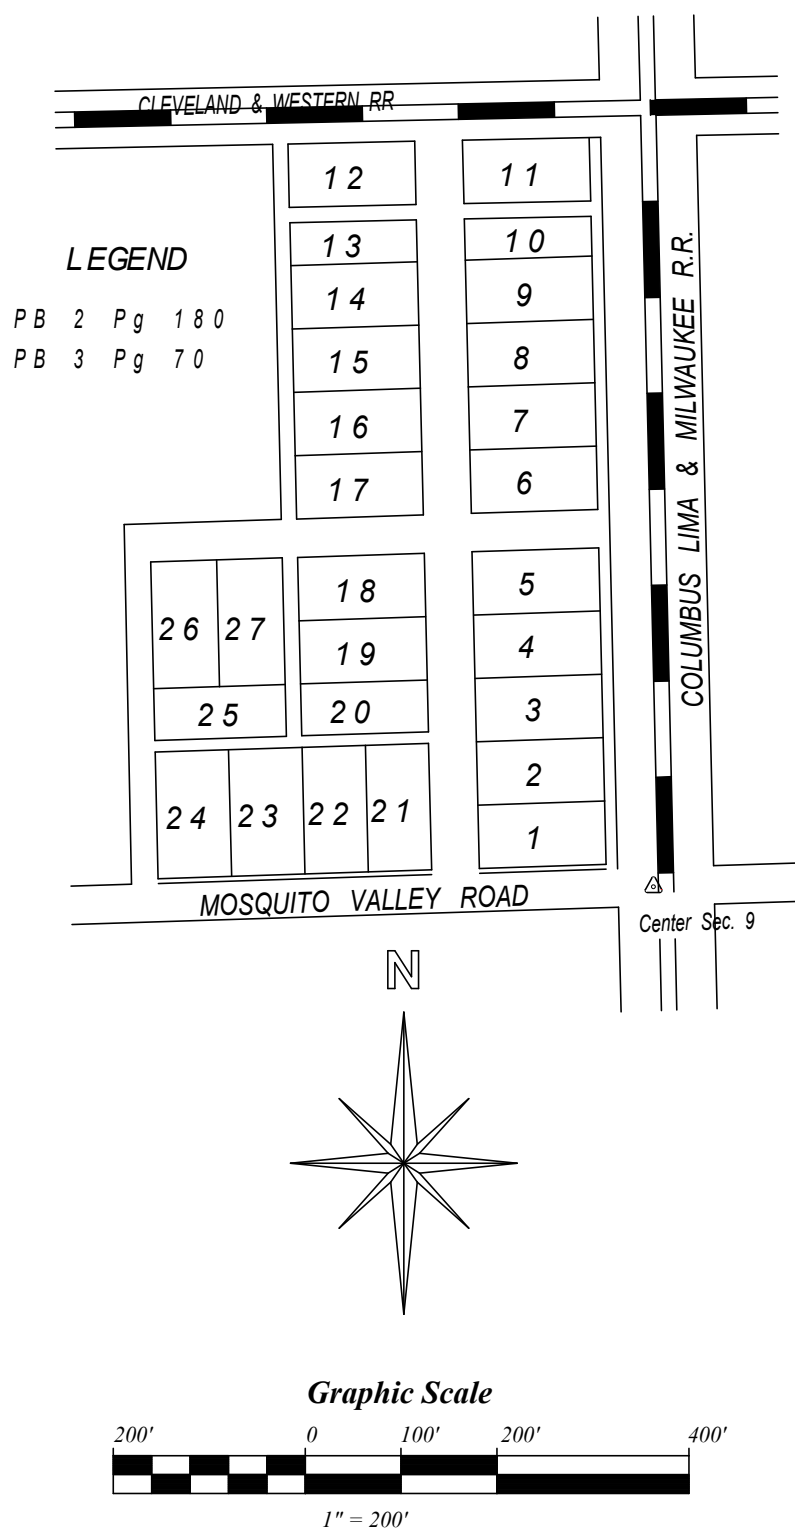 CLEVELAND & WESTERN RR
12 11
13 10
LEGEND
14 9
PB 2 Pg 180
PB 3 Pg 70
15 8
16 7
17 6
COLUMBUS LIMA & MILWAUKEE R.R.
18 5
26 27
19 4
25 20 3
2
24 23 22 21
1
MOSQUITO VALLEY ROAD
Center Sec. 9
N
Graphic Scale
200' 0 100' 200' 400'
1" = 200'